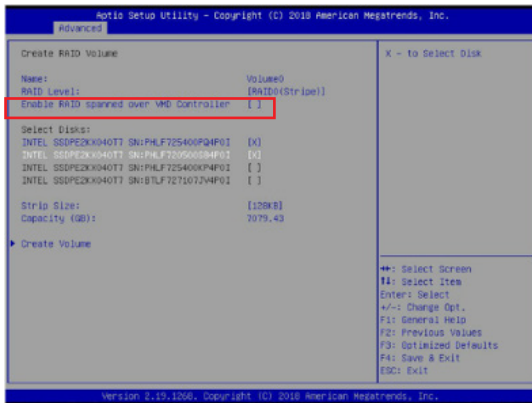 Aptio Setup Utility – Copyright (C) 2018 American Megatrends, Inc.
Advanced
Create RAID Volume
X - to Select Disk
Name: Volume0
RAID Level: [RAID0(Stripe)]
Enable RAID spanned over VMD Controller [ ]
Select Disks:
INTEL SSDPE2KX040T7 SN:PHLF725400PQ4P0I [X]
INTEL SSDPE2KX040T7 [X]
INTEL SSDPE2KX040T7 SN:PHLF725400KP4P0I [ ]
INTEL SSDPE2KX040T7 SN:BTLF727107JV4P0I [ ]
Strip Size: [128KB]
Capacity (GB): 7079.43
Create Volume
: Select Screen
: Select Item
Enter: Select
+/-: Change Opt.
F1: General Help
F2: Previous Values
F3: Optimized Defaults
F4: Save & Exit
ESC: Exit
Version 2.19.1268. Copyright (C) 2018 American Megatrends, Inc.